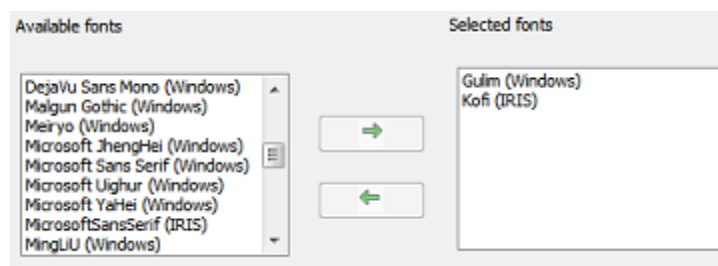 Available fonts
Selected fonts
DejaVu Sans Mono (Windows)
Malgun Gothic (Windows)
Meiryo (Windows)
Microsoft JhengHei (Windows)
Microsoft Sans Serif (Windows)
Microsoft Uighur (Windows)
Microsoft YaHei (Windows)
MicrosoftSansSerif (IRIS)
MingLiU (Windows)
Gulim (Windows)
Kofi (IRIS)